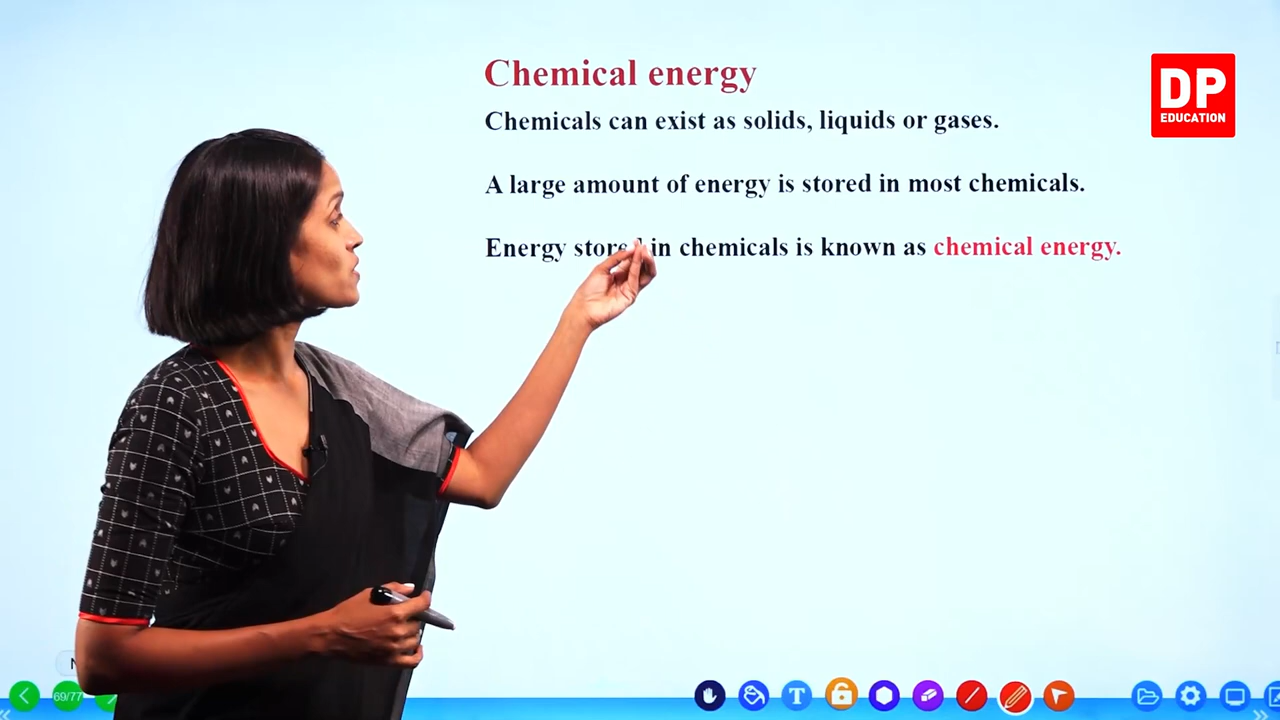 Chemical energy
DP
EDUCATION
Chemicals can exist as solids, liquids or gases.
A large amount of energy is stored in most chemicals.
Energy stored in chemicals is known as chemical energy.
69/77
T